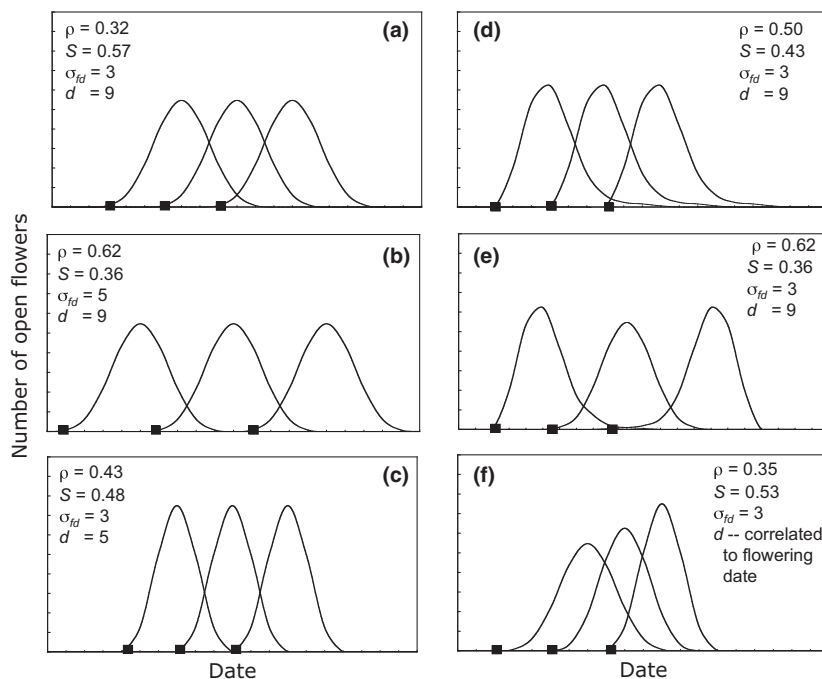 Number of open flowers
(a)
ρ = 0.32
S = 0.57
σfd = 3
d = 9
(b)
ρ = 0.62
S = 0.36
σfd = 5
d = 9
(c)
ρ = 0.43
S = 0.48
σfd = 3
d = 5
Date
(d)
ρ = 0.50
S = 0.43
σfd = 3
d = 9
(e)
ρ = 0.62
S = 0.36
σfd = 3
d = 9
(f)
ρ = 0.35
S = 0.53
σfd = 3
d -- correlated
to flowering
date
Date